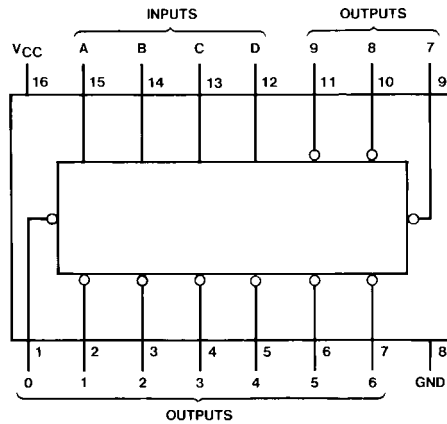 INPUTS OUTPUTS
VCC A B C D 9 8 7
16 15 14 13 12 11 10 9
1 2 3 4 5 6 7 8
0 1 2 3 4 5 6 GND
OUTPUTS